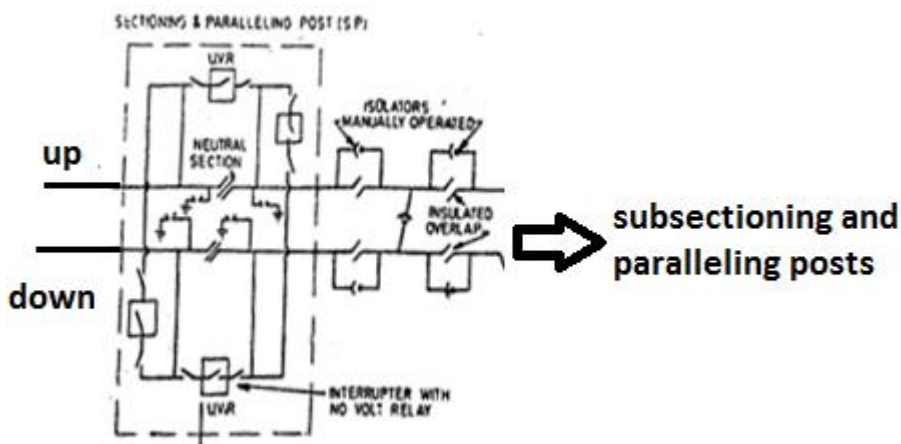 SECTIONING & PARALLELING POST (SP)
UVR
ISOLATORS
MANUALLY OPERATED
NEUTRAL
SECTION
up
INSULATED
OVERLAP
subsectioning and
paralleling posts
down
INTERRUPTER WITH
NO VOLT RELAY
UVR